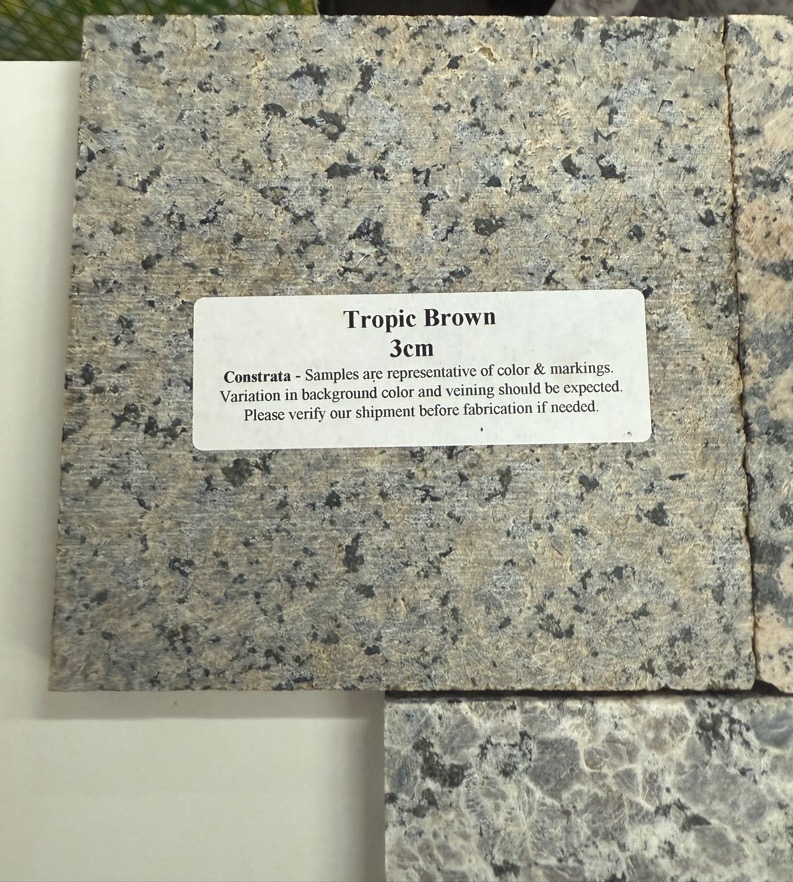 Tropic Brown
3cm
Constrata - Samples are representative of color & markings.
Variation in background color and veining should be expected.
Please verify our shipment before fabrication if needed.